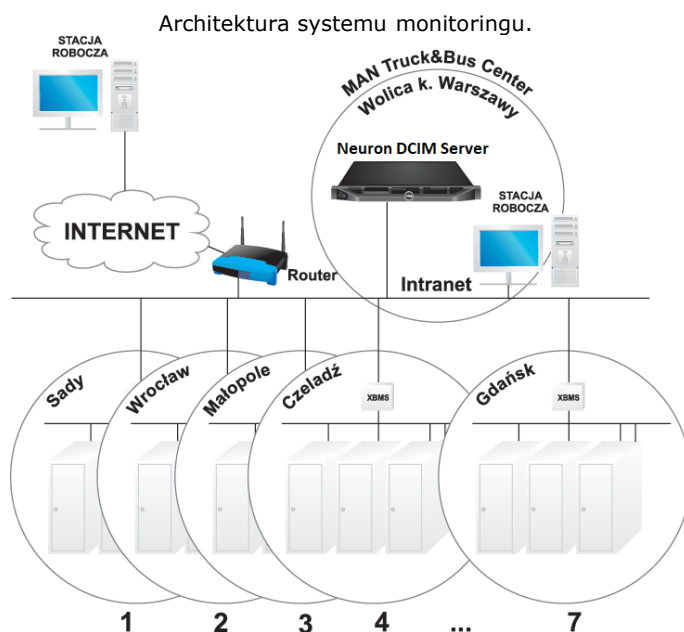 Architektura systemu monitoringu.
STACJA
ROBOCZA
MAN Truck&Bus Center
Wolica k. Warszawy
Neuron DCIM Server
STACJA
ROBOCZA
INTERNET
Router
Intranet
Sady
Wrocław
Małopole
Czeladź
Gdańsk
XBMS
XBMS
1 2 3 4 ... 7